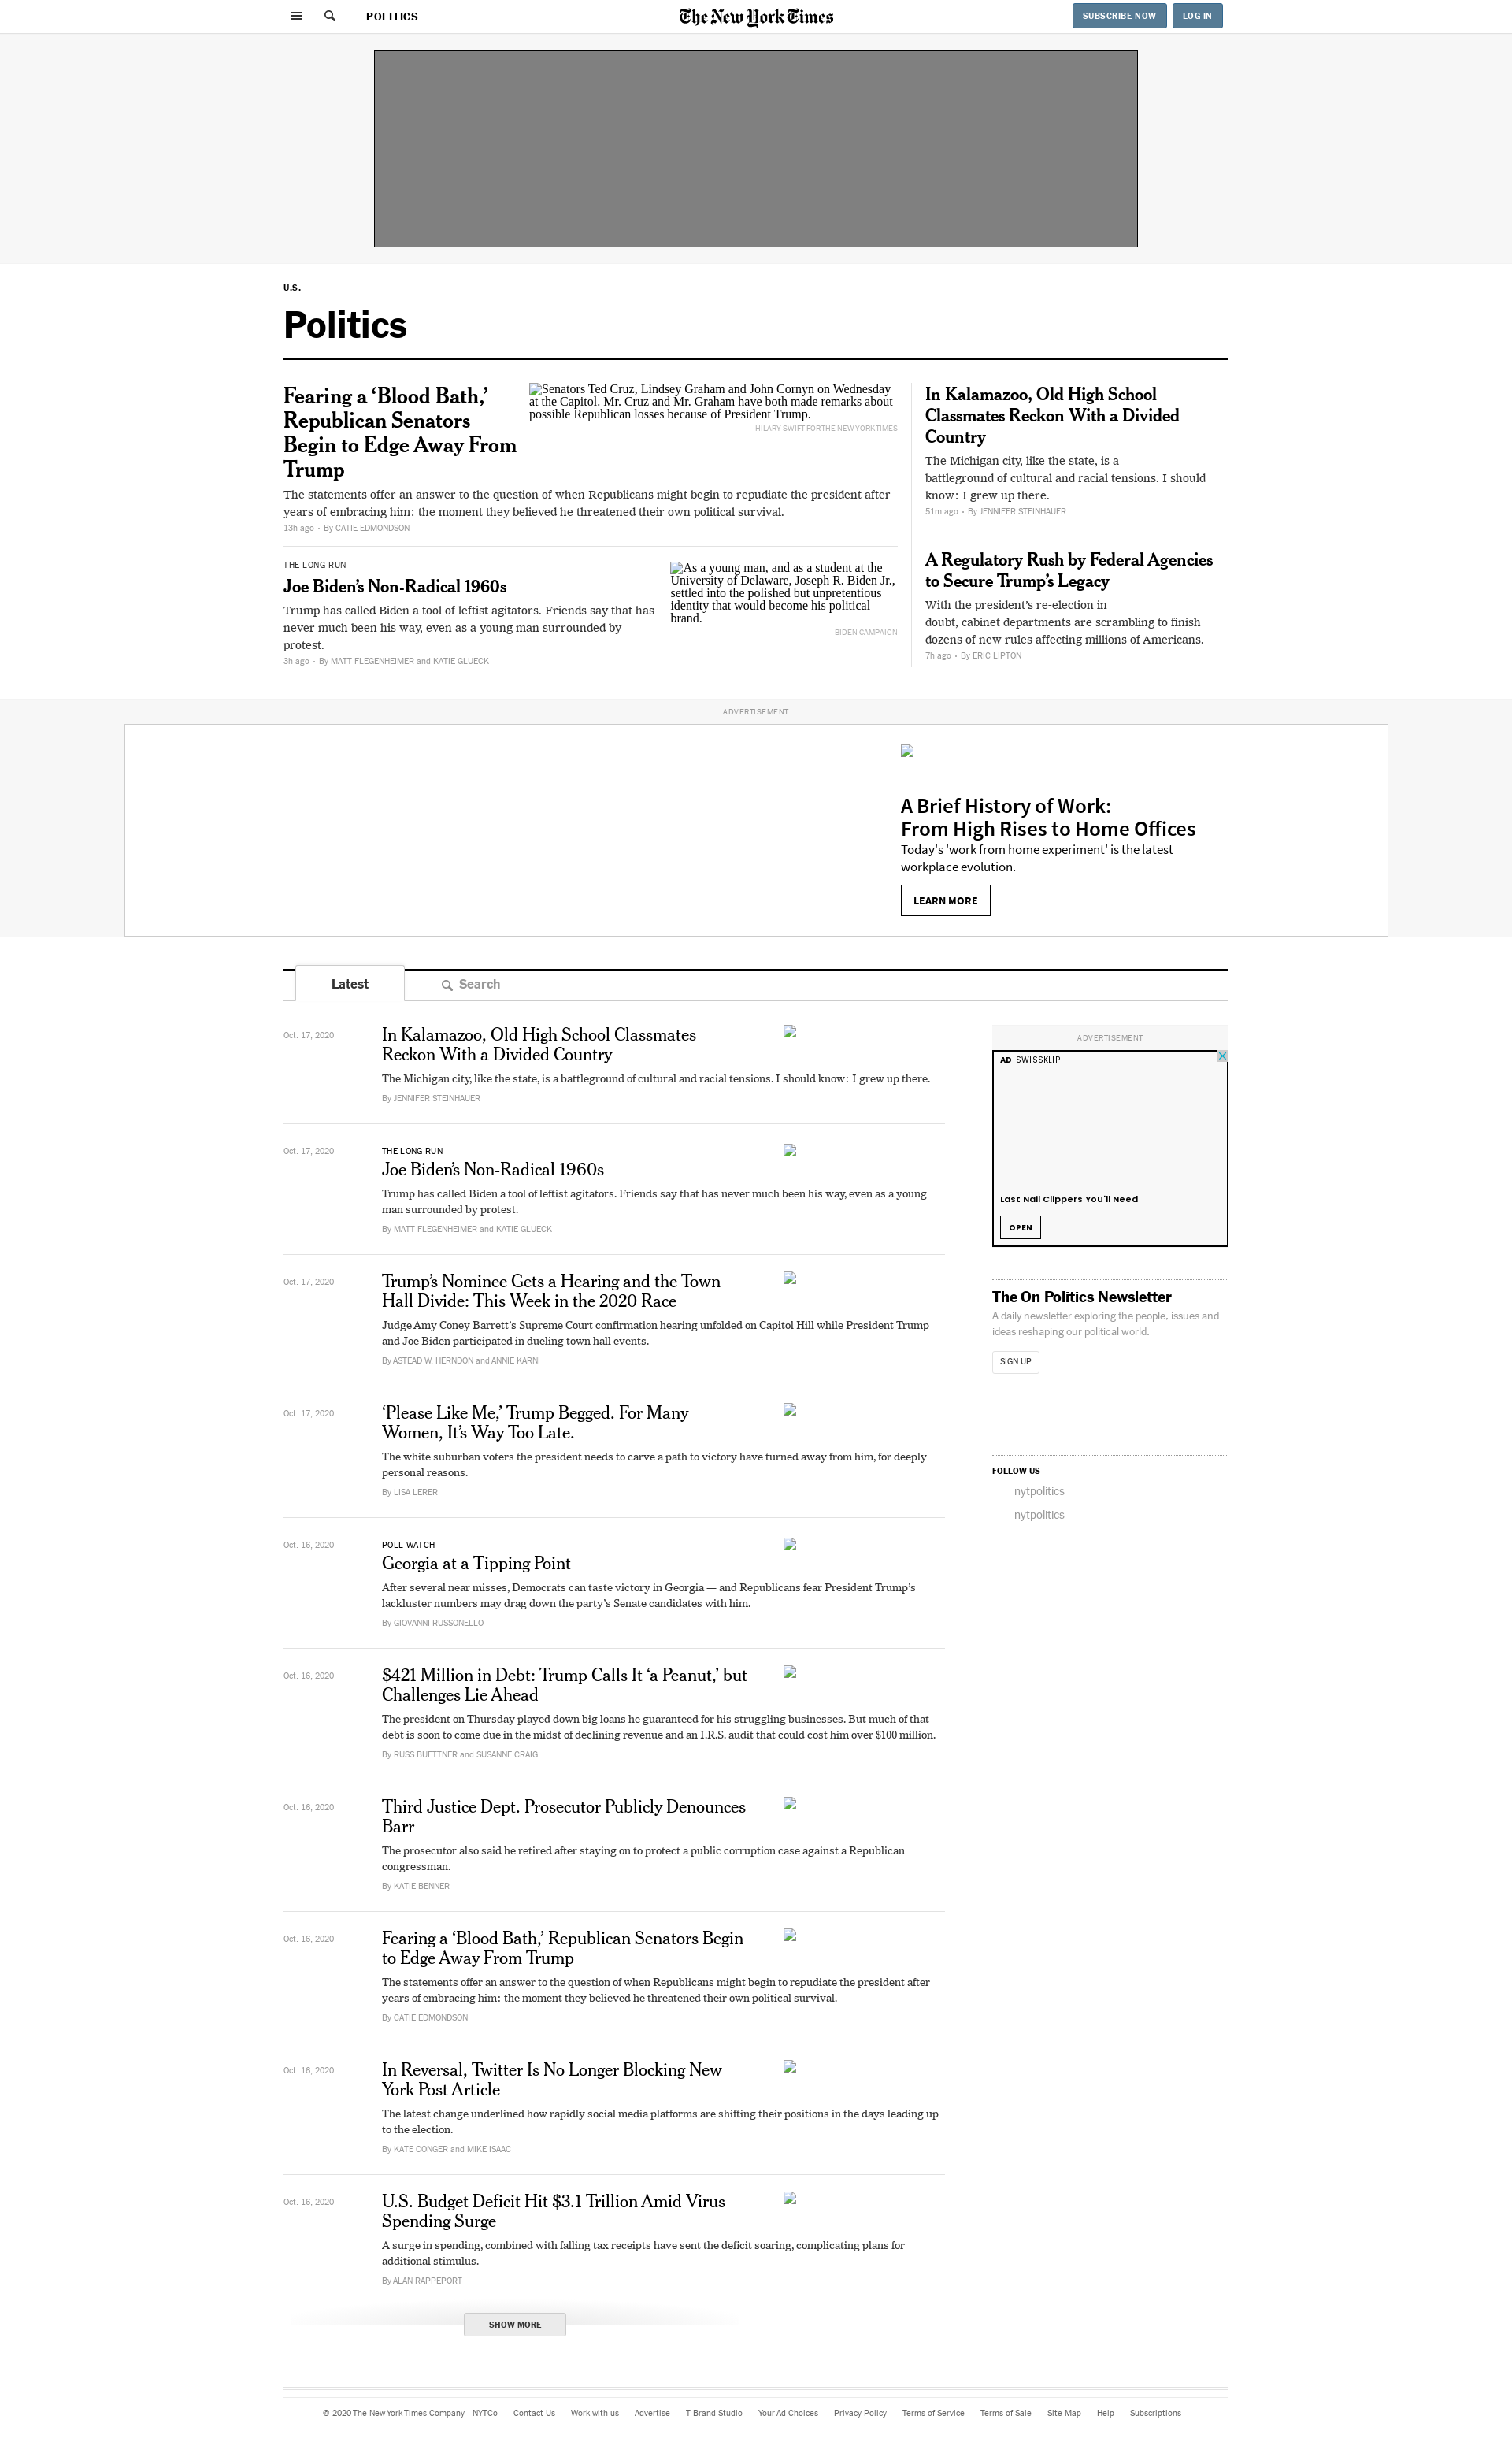 POLITICS
The New York Times
SUBSCRIBE NOW
LOG IN
U.S.
Politics
Fearing a ‘Blood Bath,’
Republican Senators
Begin to Edge Away From
Trump
Senators Ted Cruz, Lindsey Graham and John Cornyn on Wednesday
at the Capitol. Mr. Cruz and Mr. Graham have both made remarks about
possible Republican losses because of President Trump.
HILARY SWIFT FOR THE NEW YORK TIMES
The statements offer an answer to the question of when Republicans might begin to repudiate the president after
years of embracing him: the moment they believed he threatened their own political survival.
13h ago • By CATIE EDMONDSON
THE LONG RUN
Joe Biden’s Non-Radical 1960s
Trump has called Biden a tool of leftist agitators. Friends say that has
never much been his way, even as a young man surrounded by
protest.
3h ago • By MATT FLEGENHEIMER and KATIE GLUECK
As a young man, and as a student at the
University of Delaware, Joseph R. Biden Jr.,
settled into the polished but unpretentious
identity that would become his political
brand.
BIDEN CAMPAIGN
In Kalamazoo, Old High School
Classmates Reckon With a Divided
Country
The Michigan city, like the state, is a
battleground of cultural and racial tensions. I should
know: I grew up there.
51m ago • By JENNIFER STEINHAUER
A Regulatory Rush by Federal Agencies
to Secure Trump’s Legacy
With the president’s re-election in
doubt, cabinet departments are scrambling to finish
dozens of new rules affecting millions of Americans.
7h ago • By ERIC LIPTON
ADVERTISEMENT
A Brief History of Work:
From High Rises to Home Offices
Today's 'work from home experiment' is the latest
workplace evolution.
LEARN MORE
Latest
Search
Oct. 17, 2020
In Kalamazoo, Old High School Classmates
Reckon With a Divided Country
The Michigan city, like the state, is a battleground of cultural and racial tensions. I should know: I grew up there.
By JENNIFER STEINHAUER
Oct. 17, 2020
THE LONG RUN
Joe Biden’s Non-Radical 1960s
Trump has called Biden a tool of leftist agitators. Friends say that has never much been his way, even as a young
man surrounded by protest.
By MATT FLEGENHEIMER and KATIE GLUECK
Oct. 17, 2020
Trump’s Nominee Gets a Hearing and the Town
Hall Divide: This Week in the 2020 Race
Judge Amy Coney Barrett’s Supreme Court confirmation hearing unfolded on Capitol Hill while President Trump
and Joe Biden participated in dueling town hall events.
By ASTEAD W. HERNDON and ANNIE KARNI
Oct. 17, 2020
‘Please Like Me,’ Trump Begged. For Many
Women, It’s Way Too Late.
The white suburban voters the president needs to carve a path to victory have turned away from him, for deeply
personal reasons.
By LISA LERER
Oct. 16, 2020
POLL WATCH
Georgia at a Tipping Point
After several near misses, Democrats can taste victory in Georgia — and Republicans fear President Trump’s
lackluster numbers may drag down the party’s Senate candidates with him.
By GIOVANNI RUSSONELLO
Oct. 16, 2020
$421 Million in Debt: Trump Calls It ‘a Peanut,’ but
Challenges Lie Ahead
The president on Thursday played down big loans he guaranteed for his struggling businesses. But much of that
debt is soon to come due in the midst of declining revenue and an I.R.S. audit that could cost him over $100 million.
By RUSS BUETTNER and SUSANNE CRAIG
Oct. 16, 2020
Third Justice Dept. Prosecutor Publicly Denounces
Barr
The prosecutor also said he retired after staying on to protect a public corruption case against a Republican
congressman.
By KATIE BENNER
Oct. 16, 2020
Fearing a ‘Blood Bath,’ Republican Senators Begin
to Edge Away From Trump
The statements offer an answer to the question of when Republicans might begin to repudiate the president after
years of embracing him: the moment they believed he threatened their own political survival.
By CATIE EDMONDSON
Oct. 16, 2020
In Reversal, Twitter Is No Longer Blocking New
York Post Article
The latest change underlined how rapidly social media platforms are shifting their positions in the days leading up
to the election.
By KATE CONGER and MIKE ISAAC
Oct. 16, 2020
U.S. Budget Deficit Hit $3.1 Trillion Amid Virus
Spending Surge
A surge in spending, combined with falling tax receipts have sent the deficit soaring, complicating plans for
additional stimulus.
By ALAN RAPPEPORT
SHOW MORE
ADVERTISEMENT
AD SWISSKLIP
Last Nail Clippers You'll Need
OPEN
The On Politics Newsletter
A daily newsletter exploring the people, issues and
ideas reshaping our political world.
SIGN UP
FOLLOW US
nytpolitics
nytpolitics
© 2020 The New York Times Company NYTCo Contact Us Work with us Advertise T Brand Studio Your Ad Choices Privacy Policy Terms of Service Terms of Sale Site Map Help Subscriptions